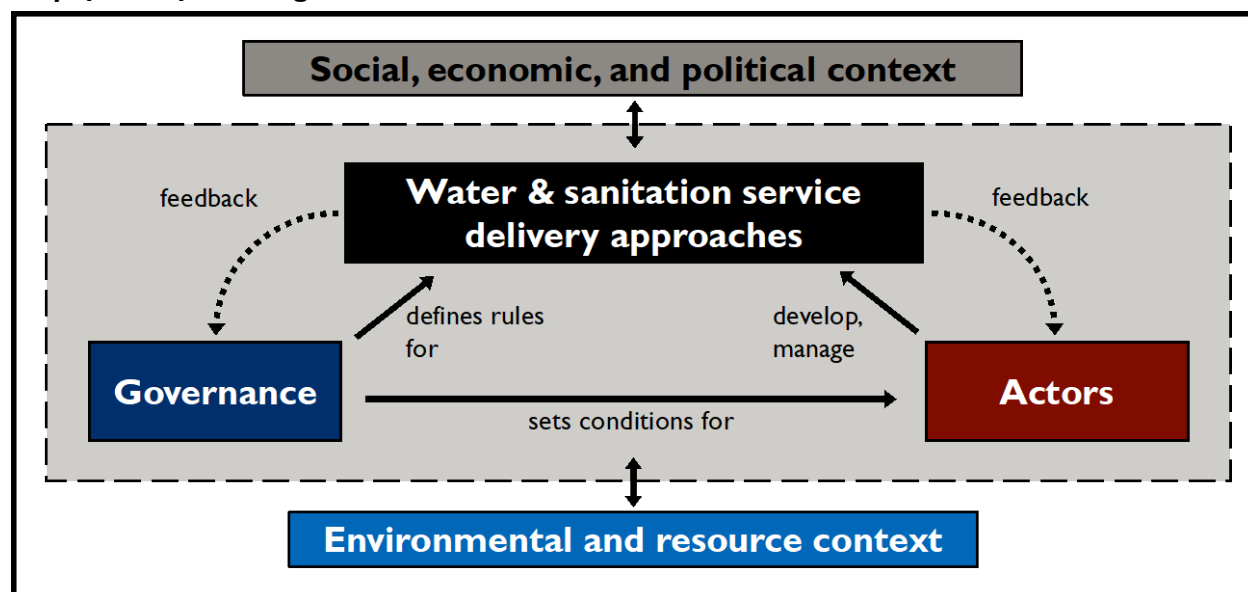 Social, economic, and political context
feedback
Water & sanitation service
delivery approaches
feedback
defines rules
for
develop,
manage
Governance
sets conditions for
Actors
Environmental and resource context